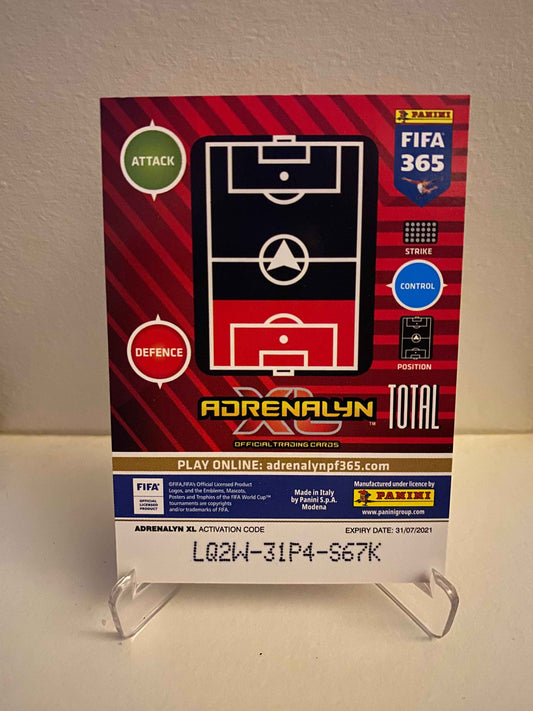 PANINI
FIFA
365
ATTACK
STRIKE
CONTROL
DEFENCE
POSITION
ADRENALYN
XL
TM
OFFICIAL TRADING CARDS
TOTAL
PLAY ONLINE: adrenalynpf365.com
FIFA®
OFFICIAL
LICENSED
PRODUCT
©FIFA, FIFA's Official Licensed Product
Logos, and the Emblems, Mascots,
Posters and Trophies of the FIFA World Cup™
tournaments are copyrights
and/or trademarks of FIFA.
Made in Italy
by Panini S.p.A.
Modena
Manufactured under licence by
PANINI
www.paninigroup.com
ADRENALYN XL ACTIVATION CODE
EXPIRY DATE: 31/07/2021
LQ2W-31P4-S67K